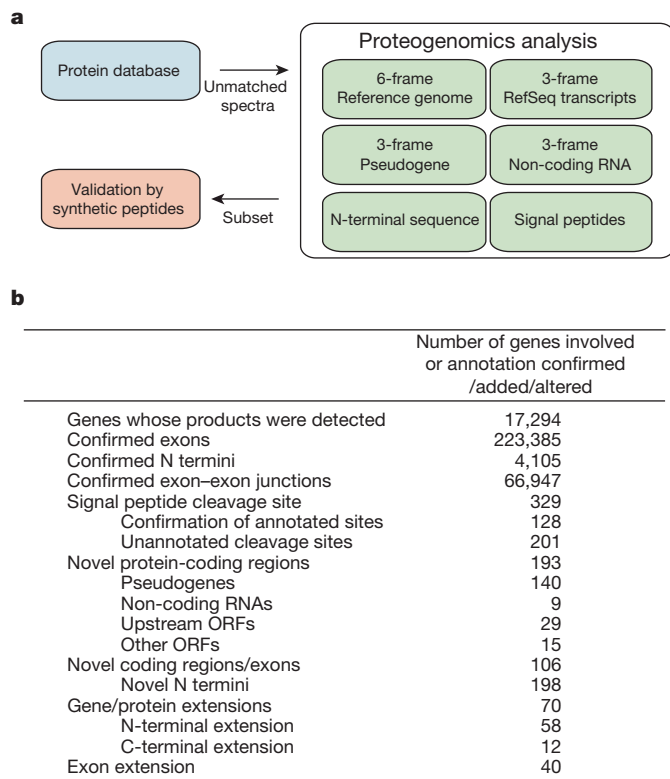 a
Proteogenomics analysis
Protein database
Unmatched
spectra
6-frame
Reference genome
3-frame
RefSeq transcripts
3-frame
Pseudogene
3-frame
Non-coding RNA
Validation by
synthetic peptides
Subset
N-terminal sequence
Signal peptides
b
Number of genes involved
or annotation confirmed
/added/altered
Genes whose products were detected 17,294
Confirmed exons 223,385
Confirmed N termini 4,105
Confirmed exon–exon junctions 66,947
Signal peptide cleavage site 329
Confirmation of annotated sites 128
Unannotated cleavage sites 201
Novel protein-coding regions 193
Pseudogenes 140
Non-coding RNAs 9
Upstream ORFs 29
Other ORFs 15
Novel coding regions/exons 106
Novel N termini 198
Gene/protein extensions 70
N-terminal extension 58
C-terminal extension 12
Exon extension 40